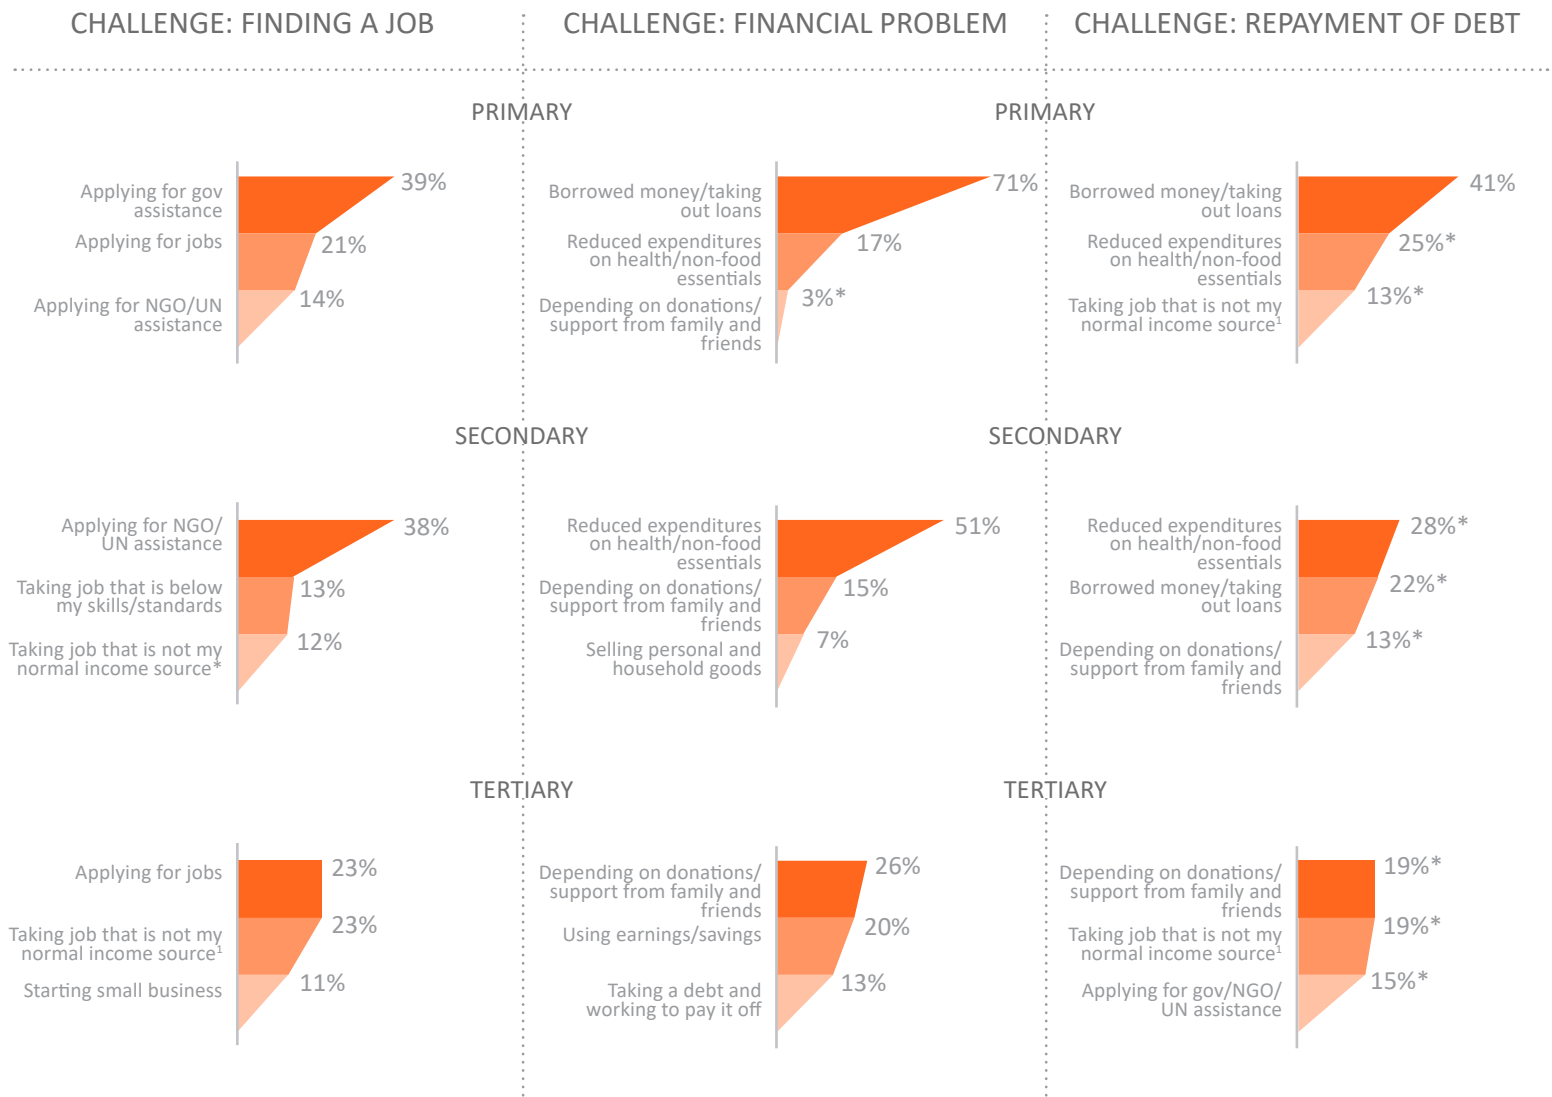 CHALLENGE: FINDING A JOB
CHALLENGE: FINANCIAL PROBLEM
CHALLENGE: REPAYMENT OF DEBT
PRIMARY
PRIMARY
Applying for gov
assistance
39%
Applying for jobs
21%
Applying for NGO/UN
assistance
14%
Borrowed money/taking
out loans
71%
Reduced expenditures
on health/non-food
essentials
17%
Depending on donations/
support from family and
friends
3%*
Borrowed money/taking
out loans
41%
Reduced expenditures
on health/non-food
essentials
25%*
Taking job that is not my
normal income source¹
13%*
SECONDARY
SECONDARY
Applying for NGO/
UN assistance
38%
Taking job that is below
my skills/standards
13%
Taking job that is not my
normal income source*
12%
Reduced expenditures
on health/non-food
essentials
51%
Depending on donations/
support from family and
friends
15%
Selling personal and
household goods
7%
Reduced expenditures
on health/non-food
essentials
28%*
Borrowed money/taking
out loans
22%*
Depending on donations/
support from family and
friends
13%*
TERTIARY
TERTIARY
Applying for jobs
23%
Taking job that is not my
normal income source¹
23%
Starting small business
11%
Depending on donations/
support from family and
friends
26%
Using earnings/savings
20%
Taking a debt and
working to pay it off
13%
Depending on donations/
support from family and
friends
19%*
Taking job that is not my
normal income source¹
19%*
Applying for gov/NGO/
UN assistance
15%*